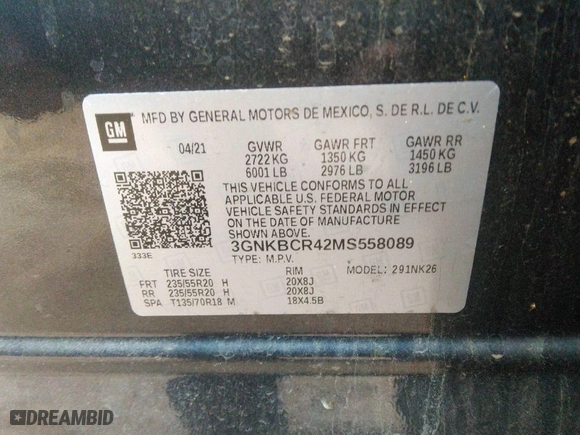 GM
MFD BY GENERAL MOTORS DE MEXICO, S. DE R.L. DE C.V.
04/21 GVWR GAWR FRT GAWR RR
2722 KG 1350 KG 1450 KG
6001 LB 2976 LB 3196 LB
THIS VEHICLE CONFORMS TO ALL
APPLICABLE U.S. FEDERAL MOTOR
VEHICLE SAFETY STANDARDS IN EFFECT
ON THE DATE OF MANUFACTURE
SHOWN ABOVE.
3GNKBCR42MS558089
333E TYPE: M.P.V.
TIRE SIZE RIM MODEL: 291NK26
FRT 235/55R20 H 20X8J
RR 235/55R20 H 20X8J
SPA T135/70R18 M 18X4.5B
DREAMBID